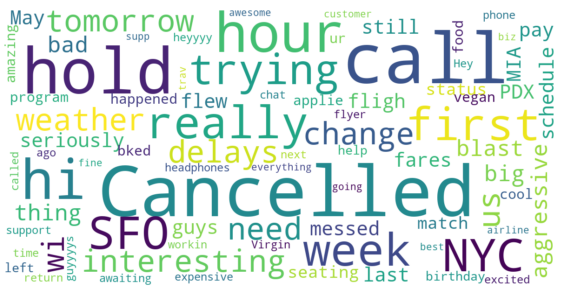 May tomorrow awesome customer phone
amazing bad supp heyyyy hour ur still Hey food biz pay
hold trying call MIA
trav chat status vegan PDX schedule
program happened flew applie fligh
weather really change first
seriously bked flyer
ago delays next help fares blast
called fine headphones everything
hi Cancelled big cool us aggressive
thing SFO guys need going messed match
support wi guyyyys workin Virgin week last best airline NYC
time interesting seating birthday
left return awaiting expensive excited